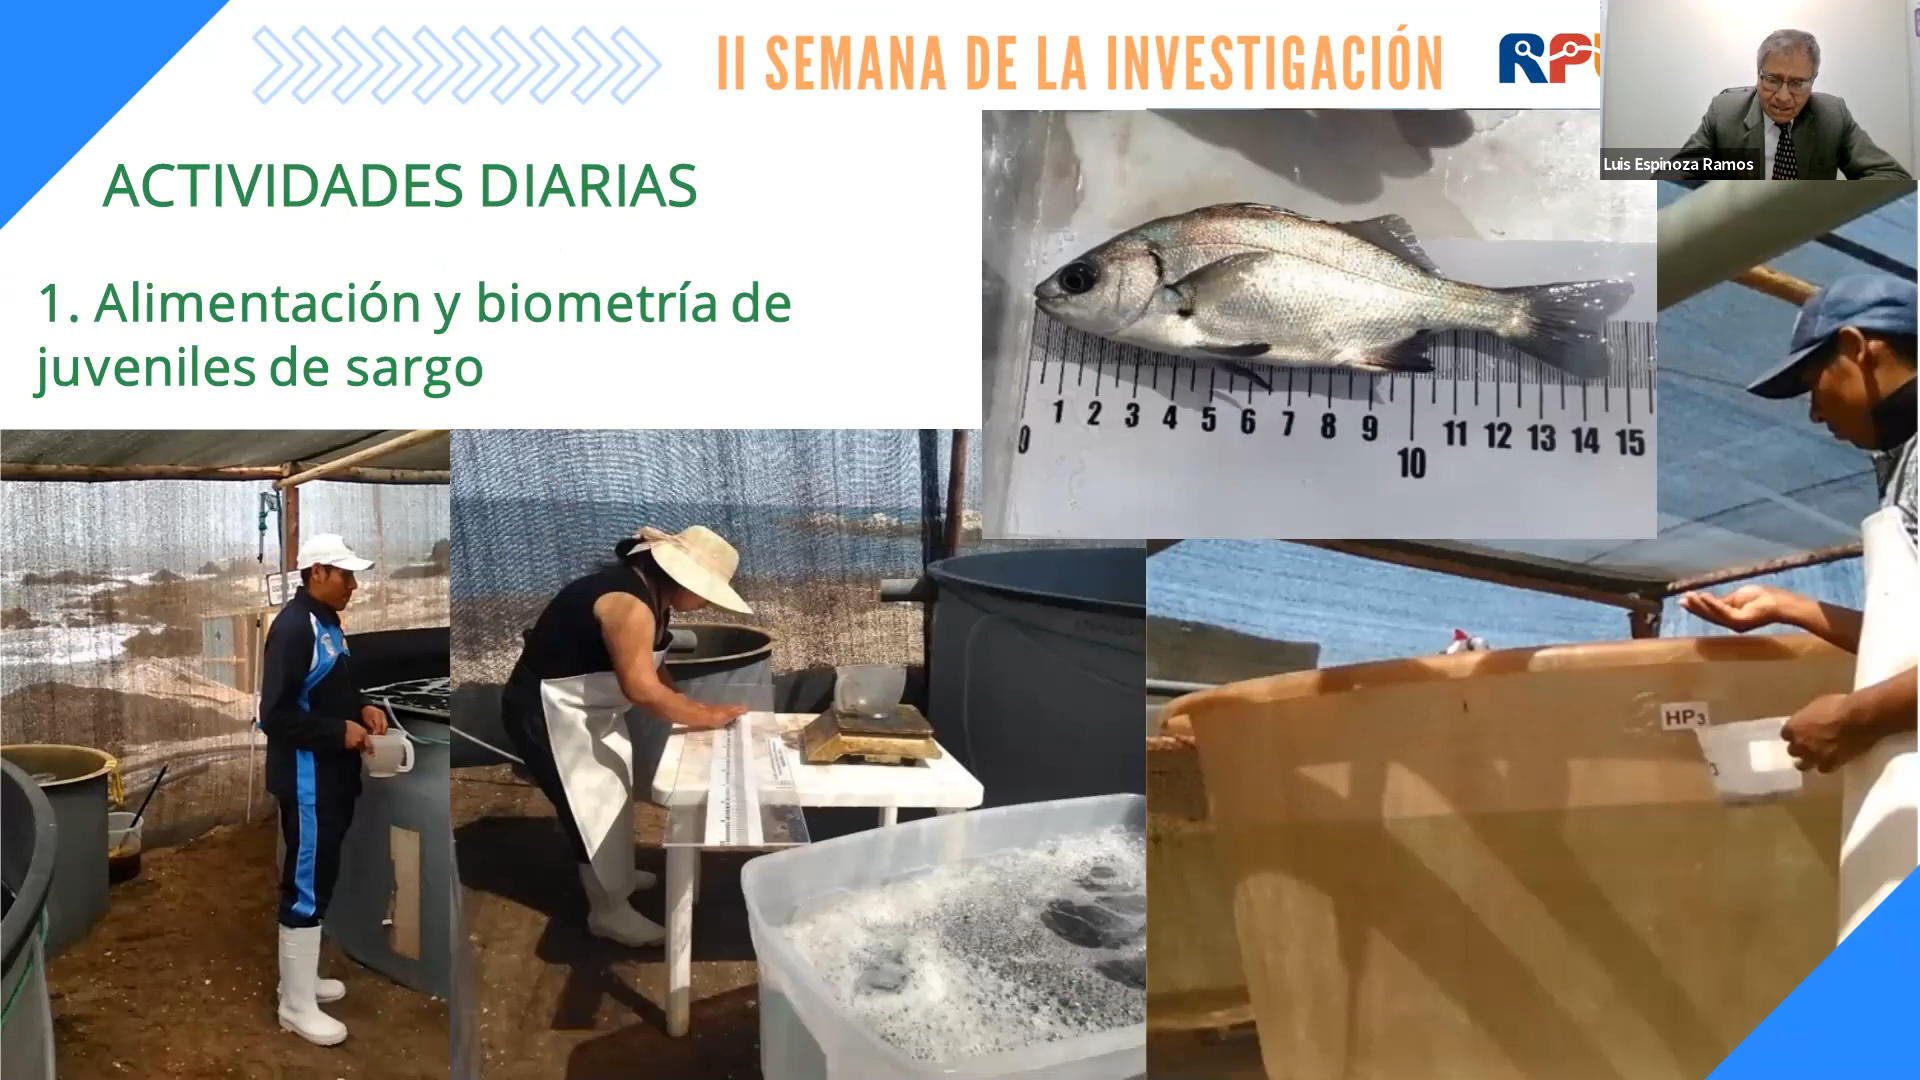 II SEMANA DE LA INVESTIGACIÓN
RP
Luis Espinoza Ramos
ACTIVIDADES DIARIAS
1. Alimentación y biometría de
juveniles de sargo
0 1 2 3 4 5 6 7 8 9 10 11 12 13 14 15
HP3